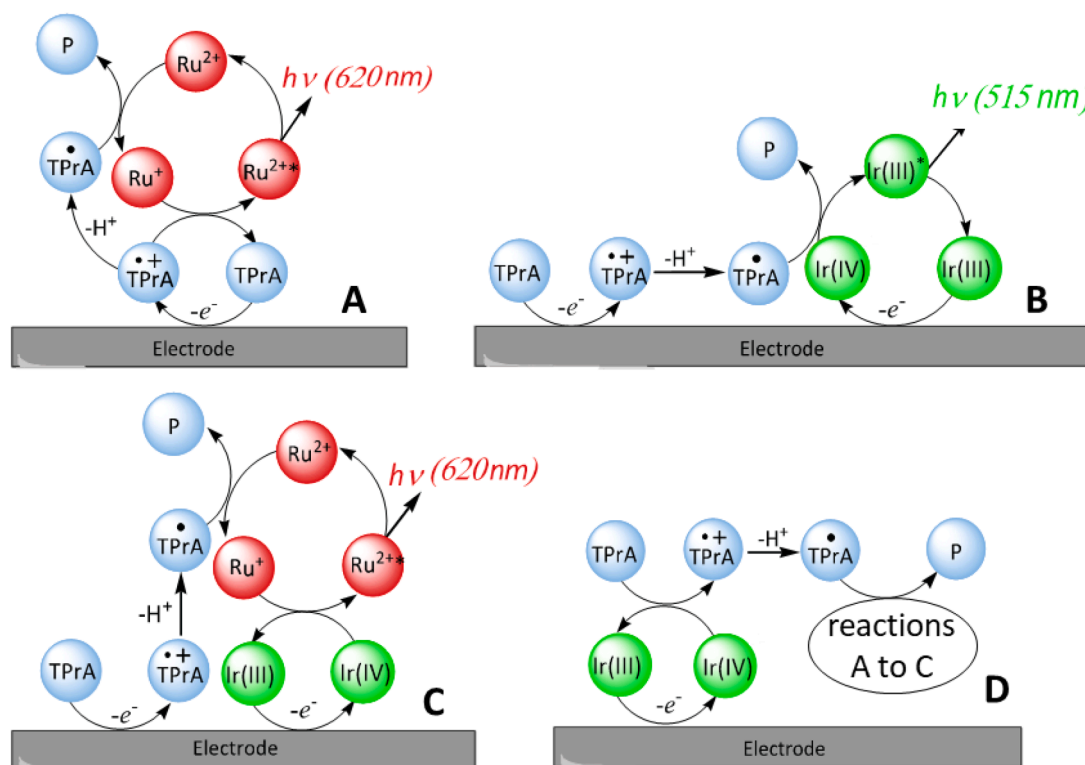 P
Ru²⁺
hν (620 nm)
•
TPrA
Ru⁺
Ru²⁺*
-H⁺
•+
TPrA
TPrA
-e⁻
A
Electrode
hν (515 nm)
P
Ir(III)*
TPrA
•+
TPrA
-H⁺
•
TPrA
Ir(IV)
Ir(III)
-e⁻
-e⁻
B
Electrode
P
Ru²⁺
hν (620nm)
•
TPrA
Ru⁺
Ru²⁺*
-H⁺
TPrA
•+
TPrA
Ir(III)
Ir(IV)
-e⁻
-e⁻
C
Electrode
TPrA
•+
TPrA
-H⁺
•
TPrA
P
reactions
A to C
Ir(III)
Ir(IV)
-e⁻
D
Electrode